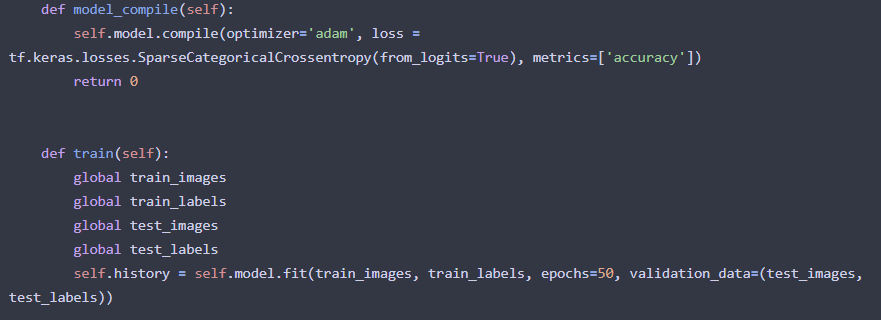 def model_compile(self):
        self.model.compile(optimizer='adam', loss =
tf.keras.losses.SparseCategoricalCrossentropy(from_logits=True), metrics=['accuracy'])
        return 0
    def train(self):
        global train_images
        global train_labels
        global test_images
        global test_labels
        self.history = self.model.fit(train_images, train_labels, epochs=50, validation_data=(test_images,
test_labels))